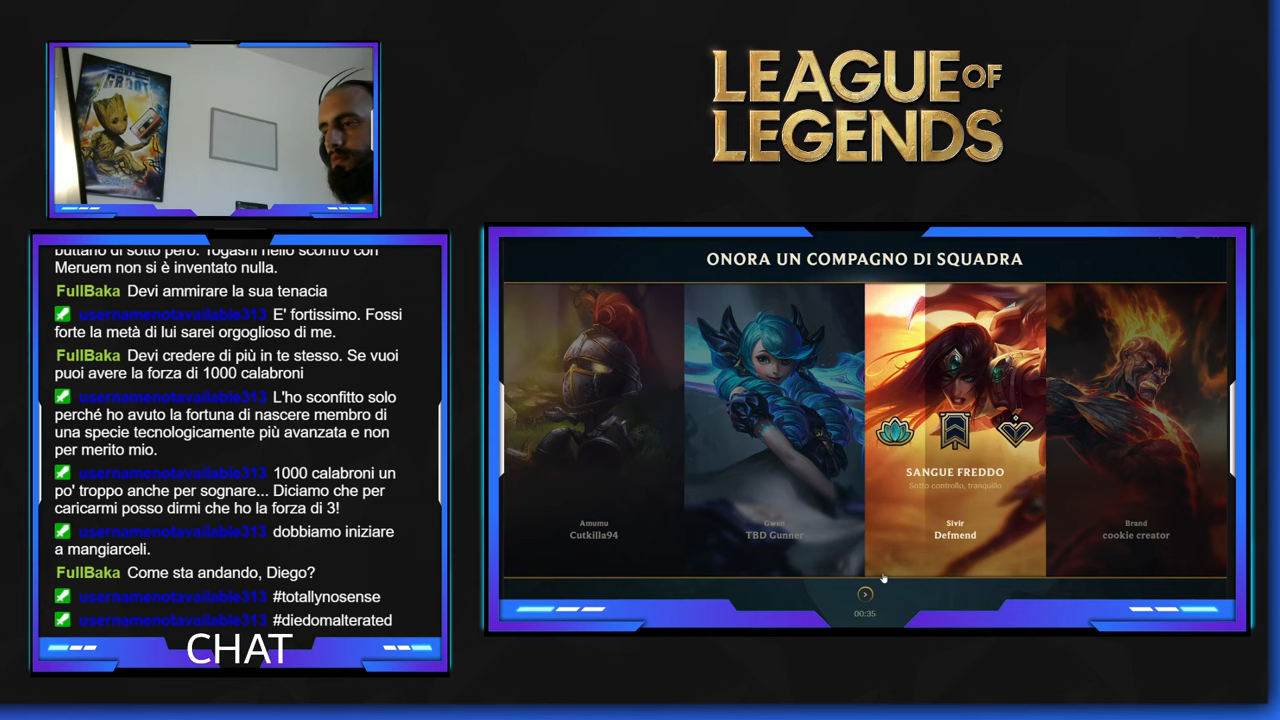 GROOT
LEAGUE OF
LEGENDS
buttano di sotto però. Togashi nello scontro con
Meruem non si è inventato nulla.
FullBaka Devi ammirare la sua tenacia
usernamenotavailable313 E' fortissimo. Fossi
forte la metà di lui sarei orgoglioso di me.
FullBaka Devi credere di più in te stesso. Se vuoi
puoi avere la forza di 1000 calabroni
usernamenotavailable313 L'ho sconfitto solo
perché ho avuto la fortuna di nascere membro di
una specie tecnologicamente più avanzata e non
per merito mio.
usernamenotavailable313 1000 calabroni un
po' troppo anche per sognare... Diciamo che per
caricarmi posso dirmi che ho la forza di 3!
usernamenotavailable313 dobbiamo iniziare
a mangiarceli.
FullBaka Come sta andando, Diego?
usernamenotavailable313 #totallynosense
usernamenotavailable313 #diedomalterated
CHAT
ONORA UN COMPAGNO DI SQUADRA
SANGUE FREDDO
Sotto controllo, tranquillo
Amumu
Cutkilla94
Gwen
TBD Gunner
Sivir
Defmend
Brand
cookie creator
00:35